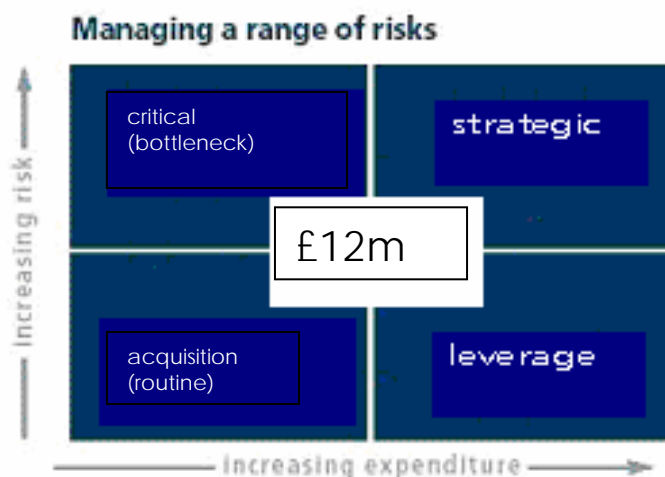 Managing a range of risks
critical
(bottleneck)
strategic
£12m
acquisition
(routine)
leverage
increasing risk
increasing expenditure